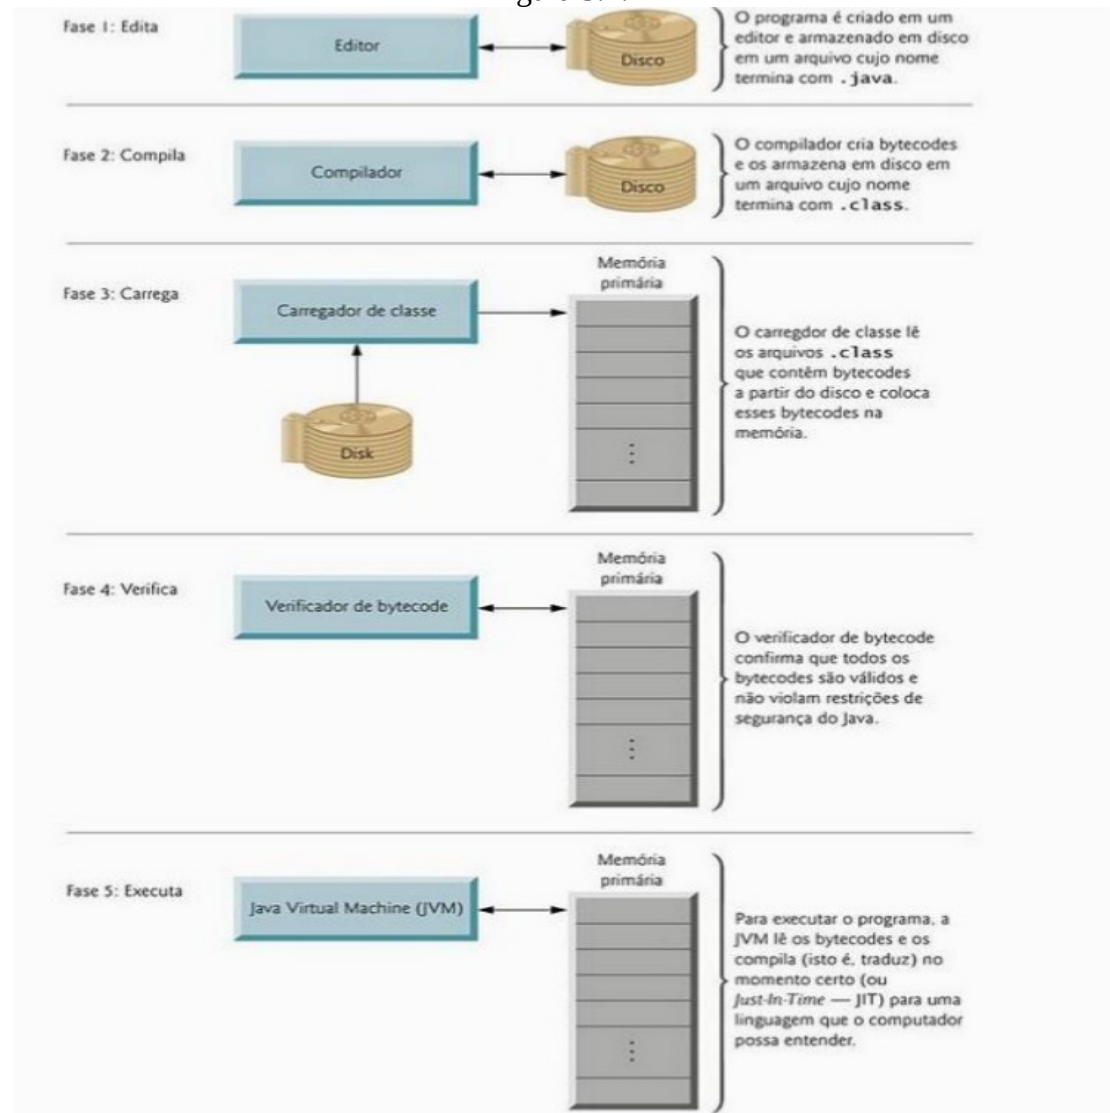 Fase 1: Edita
Editor
Disco
O programa é criado em um
editor e armazenado em disco
em um arquivo cujo nome
termina com .java.
Fase 2: Compila
Compilador
Disco
O compilador cria bytecodes
e os armazena em disco em
um arquivo cujo nome
termina com .class.
Fase 3: Carrega
Carregador de classe
Disk
Memória
primária
O carregdor de classe lê
os arquivos .class
que contêm bytecodes
a partir do disco e coloca
esses bytecodes na
memória.
Fase 4: Verifica
Verificador de bytecode
Memória
primária
O verificador de bytecode
confirma que todos os
bytecodes são válidos e
não violam restrições de
segurança do Java.
Fase 5: Executa
Java Virtual Machine (JVM)
Memória
primária
Para executar o programa, a
JVM lê os bytecodes e os
compila (isto é, traduz) no
momento certo (ou
Just-In-Time — JIT) para uma
linguagem que o computador
possa entender.